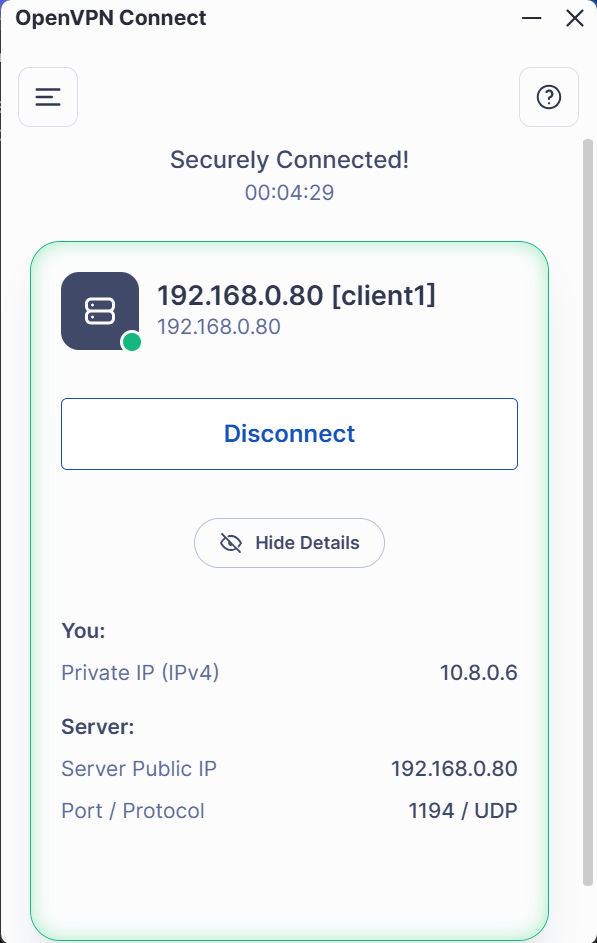 OpenVPN Connect
Securely Connected!
00:04:29
192.168.0.80 [client1]
192.168.0.80
Disconnect
Hide Details
You:
Private IP (IPv4) 10.8.0.6
Server:
Server Public IP 192.168.0.80
Port / Protocol 1194 / UDP